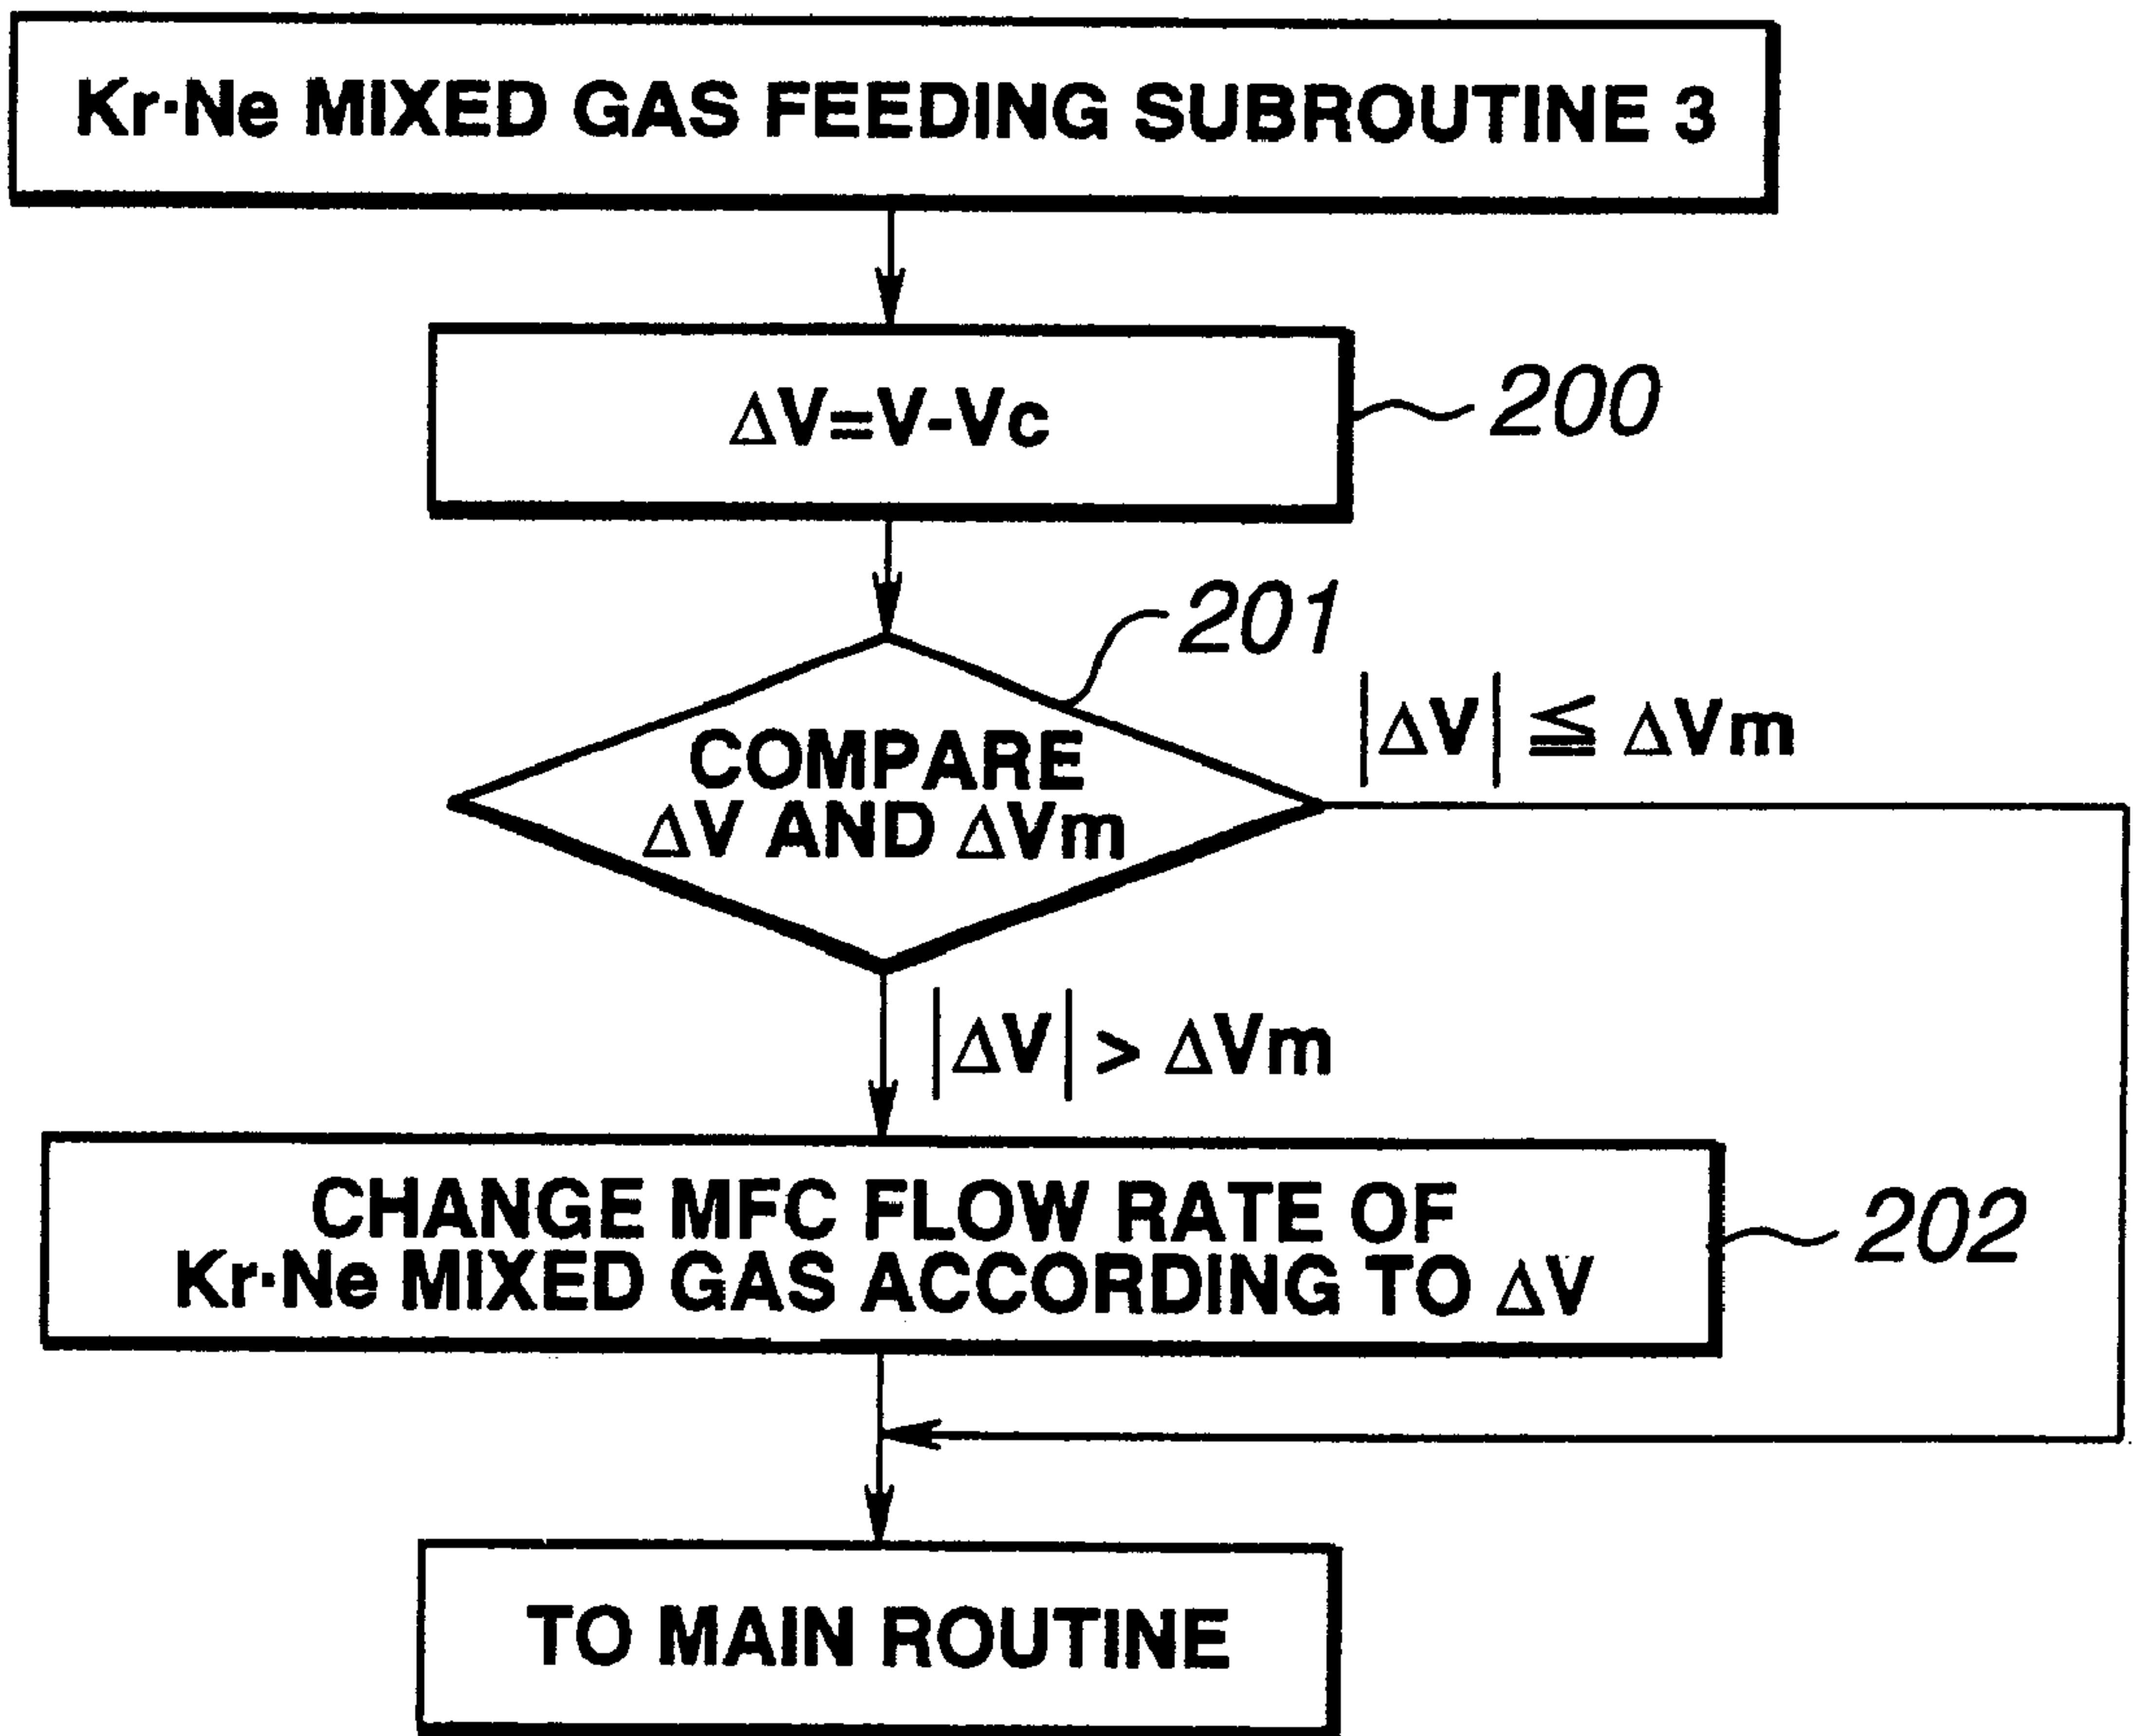 Kr·Ne MIXED GAS FEEDING SUBROUTINE 3
ΔV=V-Vc
200
201
COMPARE
ΔV AND ΔVm
|ΔV| ≦ ΔVm
|ΔV| > ΔVm
CHANGE MFC FLOW RATE OF
Kr·Ne MIXED GAS ACCORDING TO ΔV
202
TO MAIN ROUTINE